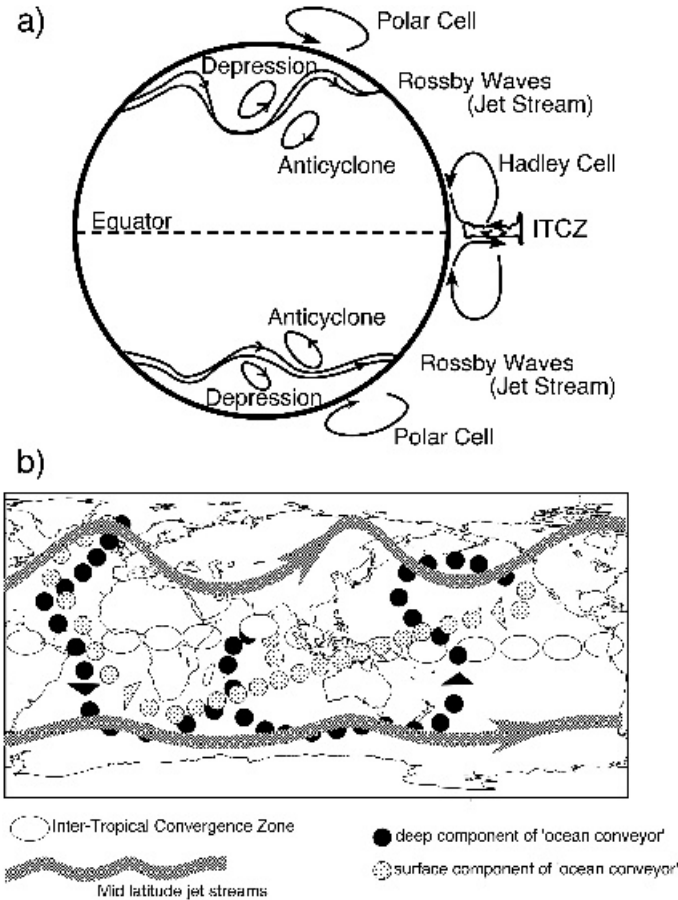 a)
Polar Cell
Depression
Rossby Waves
(Jet Stream)
Anticyclone
Hadley Cell
Equator
ITCZ
Anticyclone
Rossby Waves
(Jet Stream)
Depression
Polar Cell
b)
Inter-Tropical Convergence Zone
deep component of 'ocean conveyor'
surface component of 'ocean conveyor'
Mid latitude jet streams